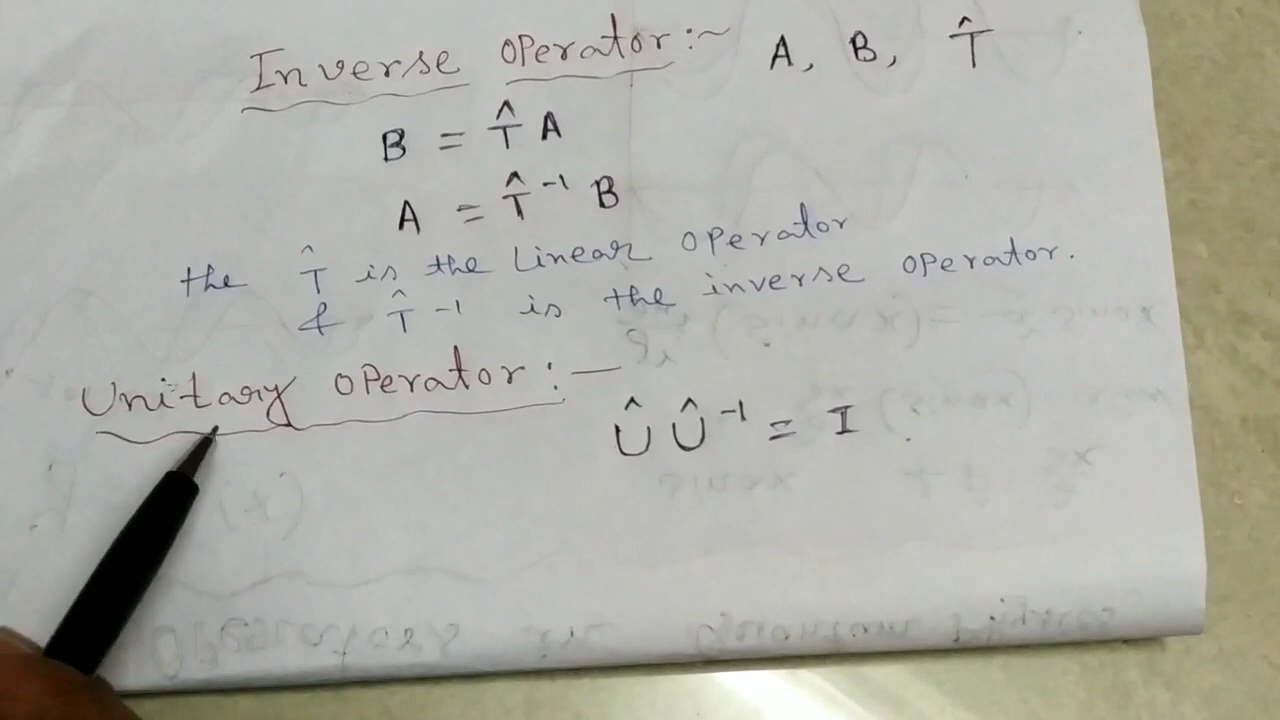 Inverse operator:~ A, B, T̂
B = T̂ A
A = T̂⁻¹ B
the T̂ is the Linear operator
& T̂⁻¹ is the inverse operator.
Unitary operator:—
Û Û⁻¹ = I